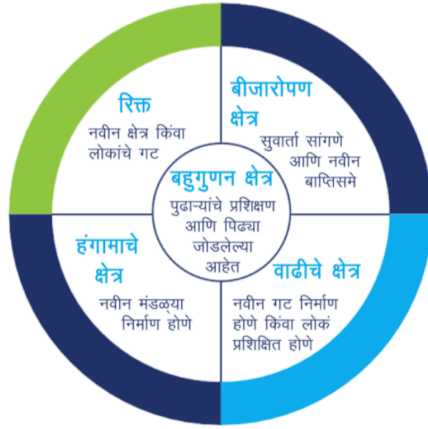 रिक्त
नवीन क्षेत्र किंवा
लोकांचे गट
बीजारोपण
क्षेत्र
सुवार्ता सांगणे
आणि नवीन
बाप्तिसमे
बहुगुणन क्षेत्र
पुढाऱ्यांचे प्रशिक्षण
आणि पिढ्या
जोडलेल्या
आहेत
हंगामाचे
क्षेत्र
नवीन मंडळ्या
निर्माण होणे
वाढीचे क्षेत्र
नवीन गट निर्माण
होणे किंवा लोकं
प्रशिक्षित होणे